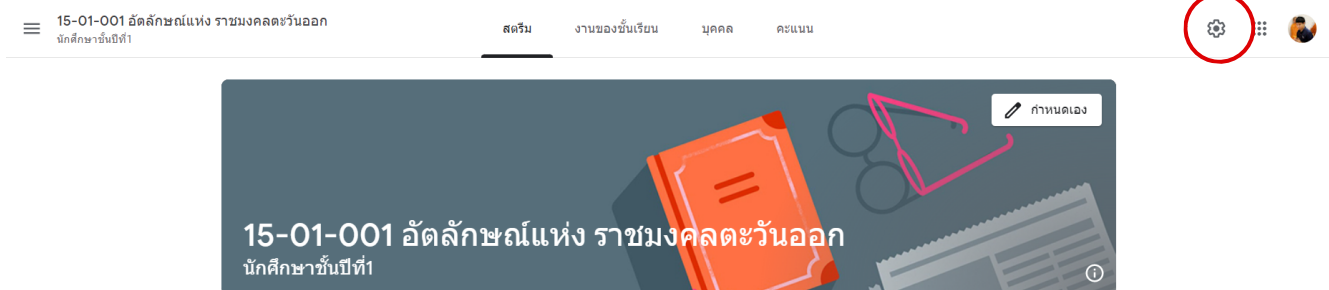 15-01-001 อัตลักษณ์แห่ง ราชมงคลตะวันออก
นักศึกษาชั้นปีที่1
สตรีม
งานของชั้นเรียน
บุคคล
คะแนน
กำหนดเอง
15-01-001 อัตลักษณ์แห่ง ราชมงคลตะวันออก
นักศึกษาชั้นปีที่1